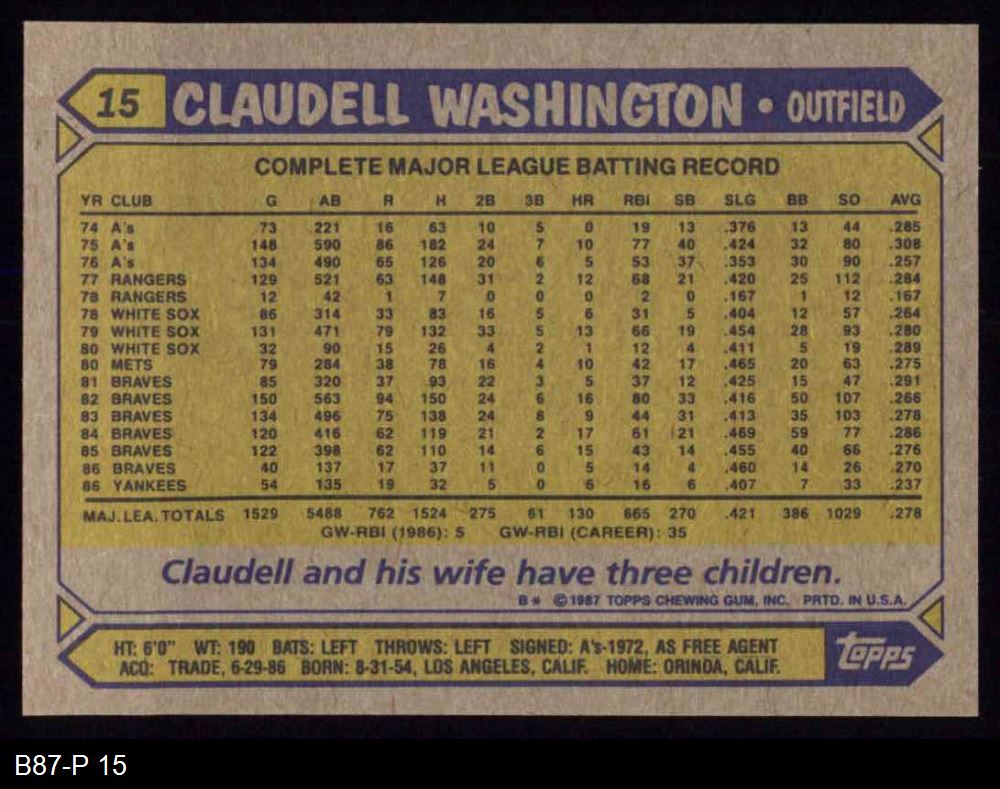 15 CLAUDELL WASHINGTON • OUTFIELD
COMPLETE MAJOR LEAGUE BATTING RECORD
YR CLUB G AB R H 2B 3B HR RBI SB SLG BB SO AVG
74 A's 73 221 16 63 10 5 0 19 13 .376 13 44 .285
75 A's 148 590 86 182 24 7 10 77 40 .424 32 80 .308
76 A's 134 490 65 126 20 6 5 53 37 .353 30 90 .257
77 RANGERS 129 521 63 148 31 2 12 68 21 .420 25 112 .284
78 RANGERS 12 42 1 7 0 0 0 2 0 .167 1 12 .167
78 WHITE SOX 86 314 33 83 16 5 6 31 5 .404 12 57 .264
79 WHITE SOX 131 471 79 132 33 5 13 66 19 .454 28 93 .280
80 WHITE SOX 32 90 15 26 4 2 1 12 4 .411 5 19 .289
80 METS 79 284 38 78 16 4 10 42 17 .465 20 63 .275
81 BRAVES 85 320 37 93 22 3 5 37 12 .425 15 47 .291
82 BRAVES 150 563 94 150 24 6 16 80 33 .416 50 107 .266
83 BRAVES 134 496 75 138 24 8 9 44 31 .413 35 103 .278
84 BRAVES 120 416 62 119 21 2 17 61 21 .469 59 77 .286
85 BRAVES 122 398 62 110 14 6 15 43 14 .455 40 66 .276
86 BRAVES 40 137 17 37 11 0 5 14 4 .460 14 26 .270
86 YANKEES 54 135 19 32 5 0 6 16 6 .407 7 33 .237
MAJ. LEA. TOTALS 1529 5488 762 1524 275 61 130 665 270 .421 386 1029 .278
GW-RBI (1986): 5 GW-RBI (CAREER): 35
Claudell and his wife have three children.
B* ©1987 TOPPS CHEWING GUM, INC. PRTD. IN U.S.A.
HT: 6'0" WT: 190 BATS: LEFT THROWS: LEFT SIGNED: A's-1972, AS FREE AGENT
ACQ: TRADE, 6-29-86 BORN: 8-31-54, LOS ANGELES, CALIF. HOME: ORINDA, CALIF.
topps
B87-P 15